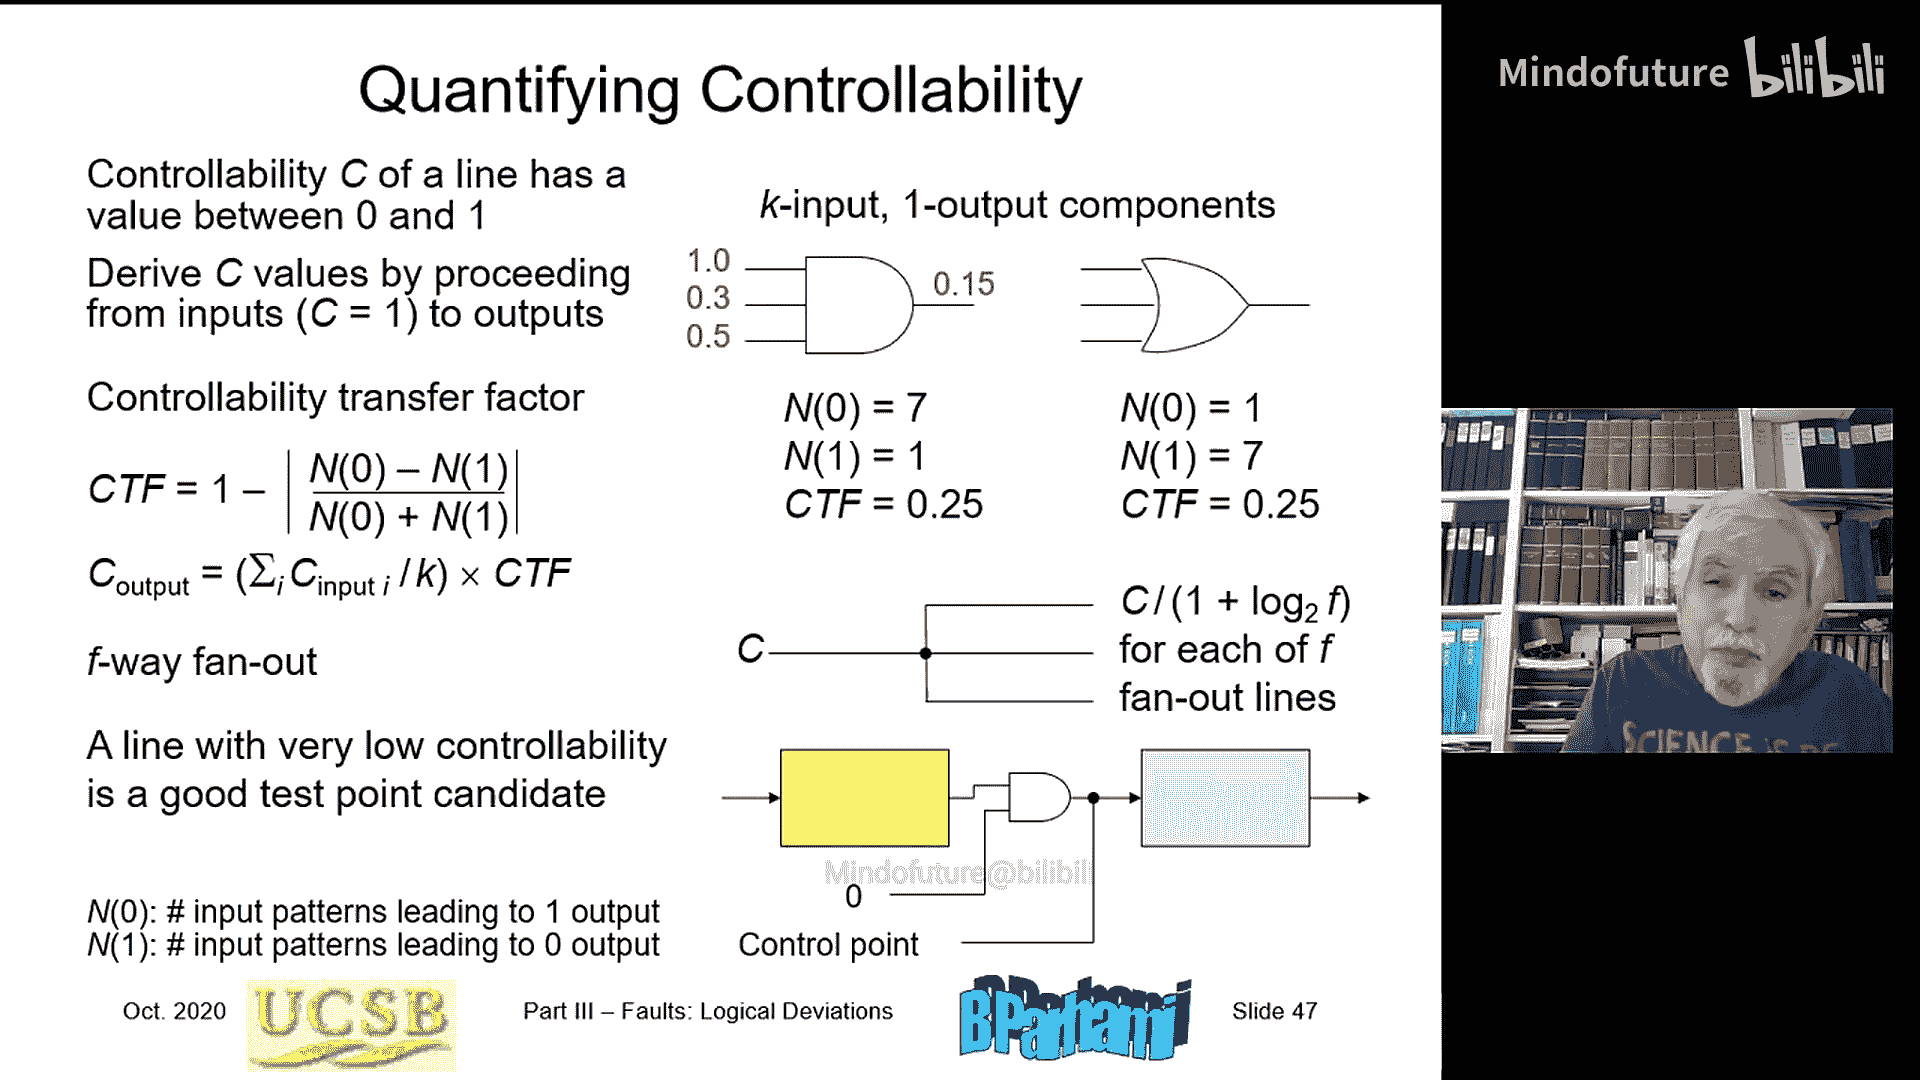 Quantifying Controllability
Mindofuture bilibili
Controllability C of a line has a
value between 0 and 1
Derive C values by proceeding
from inputs (C = 1) to outputs
Controllability transfer factor
CTF = 1 – | N(0) – N(1) / N(0) + N(1) |
C output = (Σi C input i / k) × CTF
f-way fan-out
A line with very low controllability
is a good test point candidate
N(0): # input patterns leading to 1 output
N(1): # input patterns leading to 0 output
k-input, 1-output components
1.0
0.3
0.5
0.15
N(0) = 7
N(1) = 1
CTF = 0.25
N(0) = 1
N(1) = 7
CTF = 0.25
C
C / (1 + log2 f)
for each of f
fan-out lines
Mindofuture@bilibili
0
Control point
Oct. 2020
UCSB
Part III – Faults: Logical Deviations
B Parhami
Slide 47
SCIENCE IS